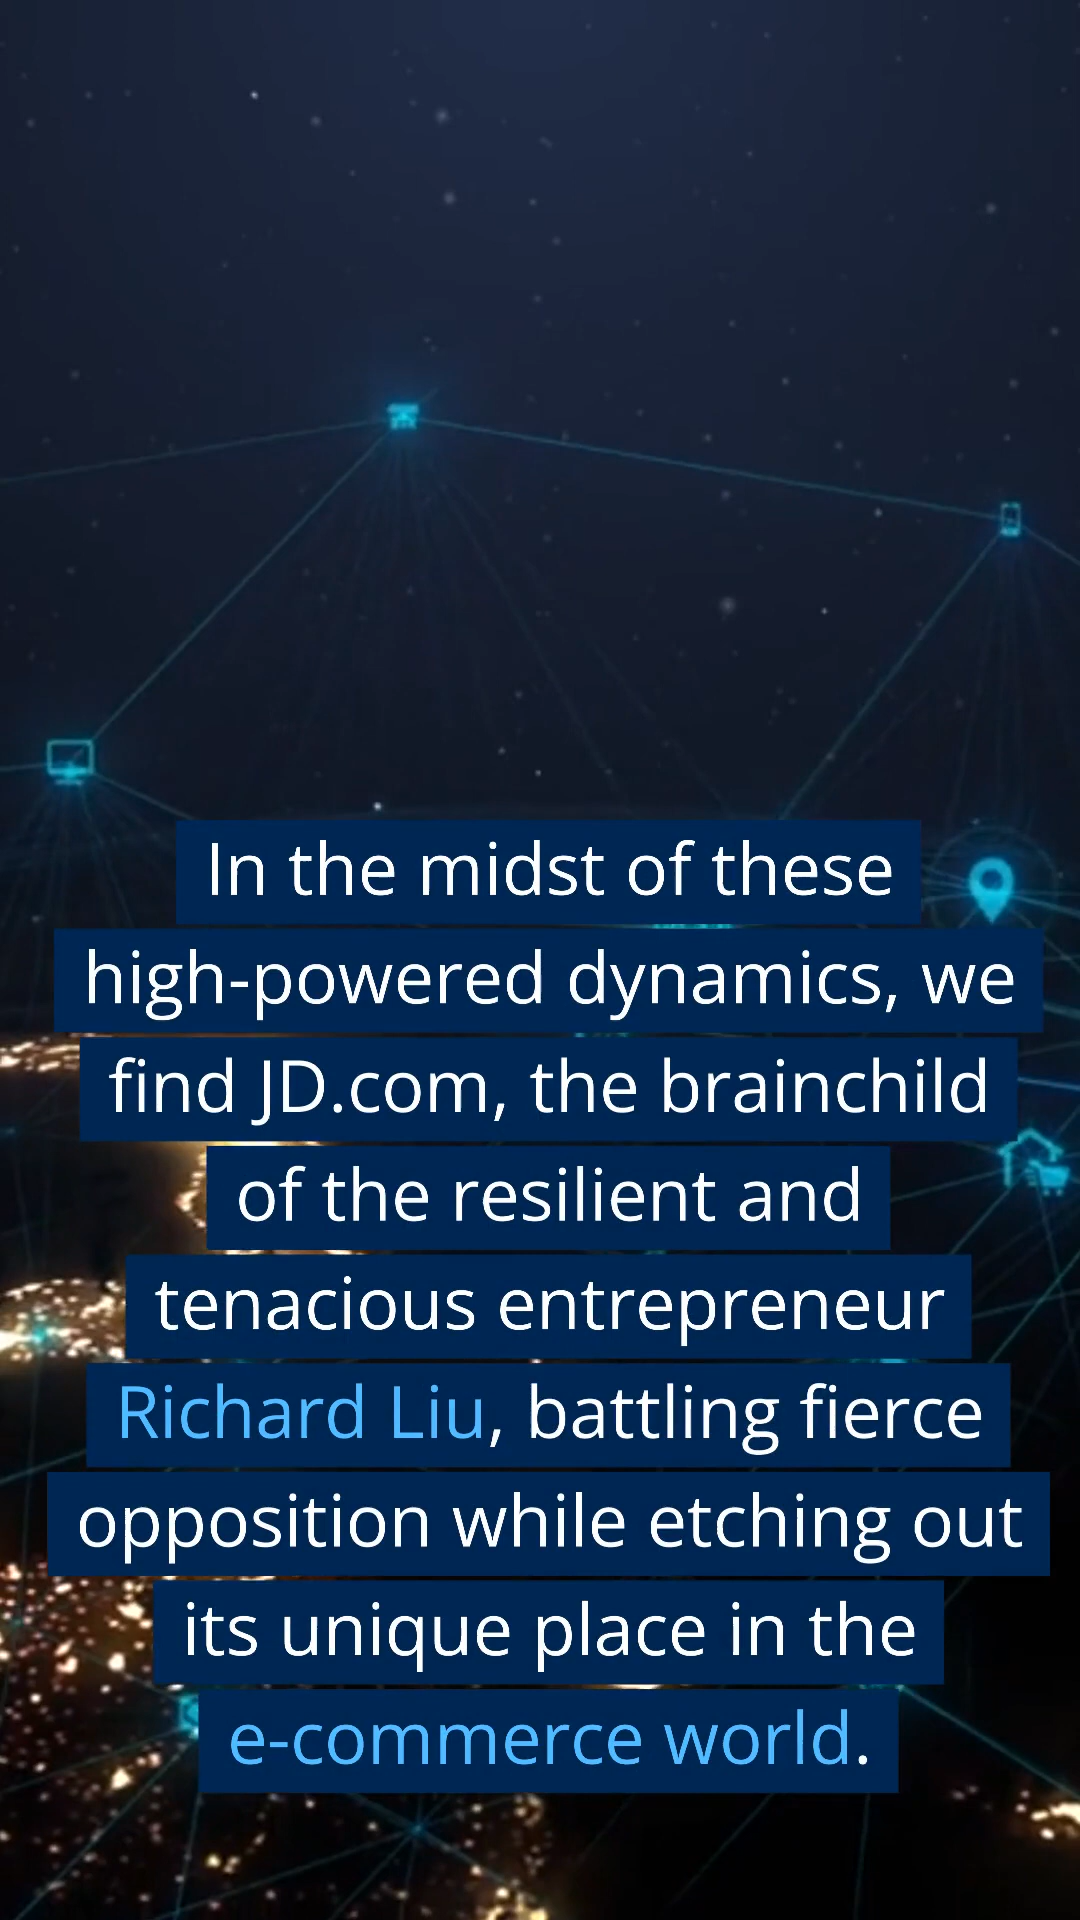 In the midst of these
high-powered dynamics, we
find JD.com, the brainchild
of the resilient and
tenacious entrepreneur
Richard Liu, battling fierce
opposition while etching out
its unique place in the
e-commerce world.